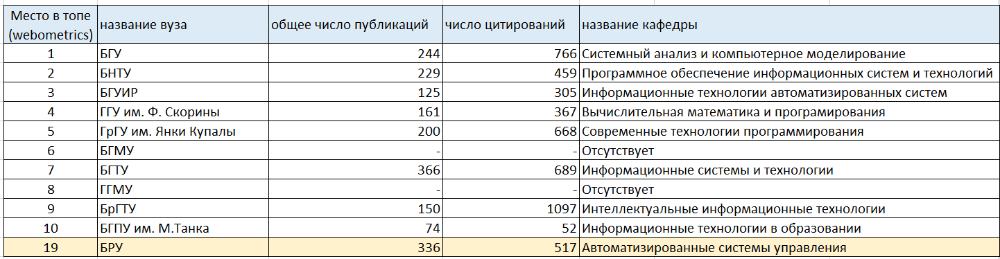 Место в топе (webometrics) название вуза общее число публикаций число цитирований название кафедры
1 БГУ 244 766 Системный анализ и компьютерное моделирование
2 БНТУ 229 459 Программное обеспечение информационных систем и технологий
3 БГУИР 125 305 Информационные технологии автоматизированных систем
4 ГГУ им. Ф. Скорины 161 367 Вычислительная математика и програмирования
5 ГрГУ им. Янки Купалы 200 668 Современные технологии программирования
6 БГМУ - - Отсутствует
7 БГТУ 366 689 Информационные системы и технологии
8 ГГМУ - - Отсутствует
9 БрГТУ 150 1097 Интеллектуальные информационные технологии
10 БГПУ им. М.Танка 74 52 Информационные технологии в образовании
19 БРУ 336 517 Автоматизированные системы управления